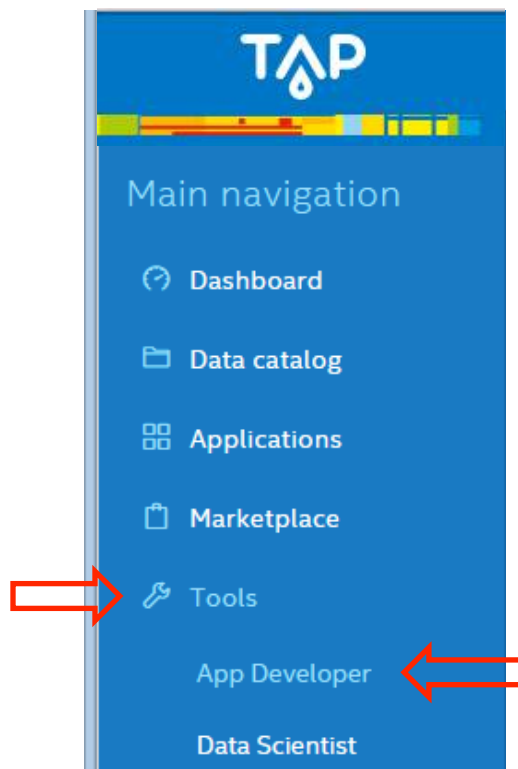 TAP
Main navigation
Dashboard
Data catalog
Applications
Marketplace
Tools
App Developer
Data Scientist